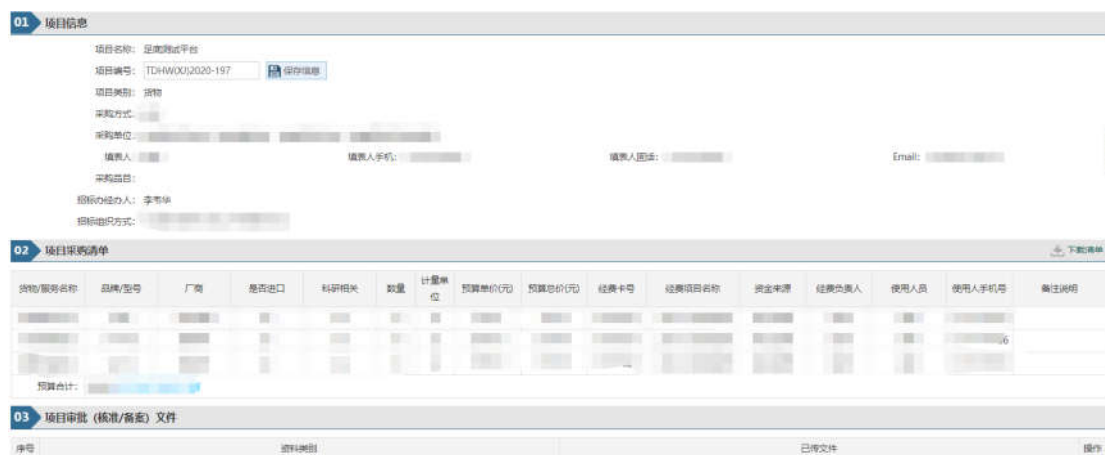 01 项目信息
项目名称: 足底测试平台
项目编号: TDHW(XJ)2020-197 保存信息
项目类别: 货物
采购方式:
采购单位:
填表人: 填表人手机: 填表人固话: Email:
采购品目:
招标办经办人: 李韦华
招标组织方式:
02 项目采购清单 下载清单
货物/服务名称 品牌/型号 厂商 是否进口 科研相关 数量 计量单位 预算单价(元) 预算总价(元) 经费卡号 经费项目名称 资金来源 经费负责人 使用人员 使用人手机号 备注说明
6
预算合计:
03 项目审批（核准/备案）文件
序号 资料类别 已传文件 操作